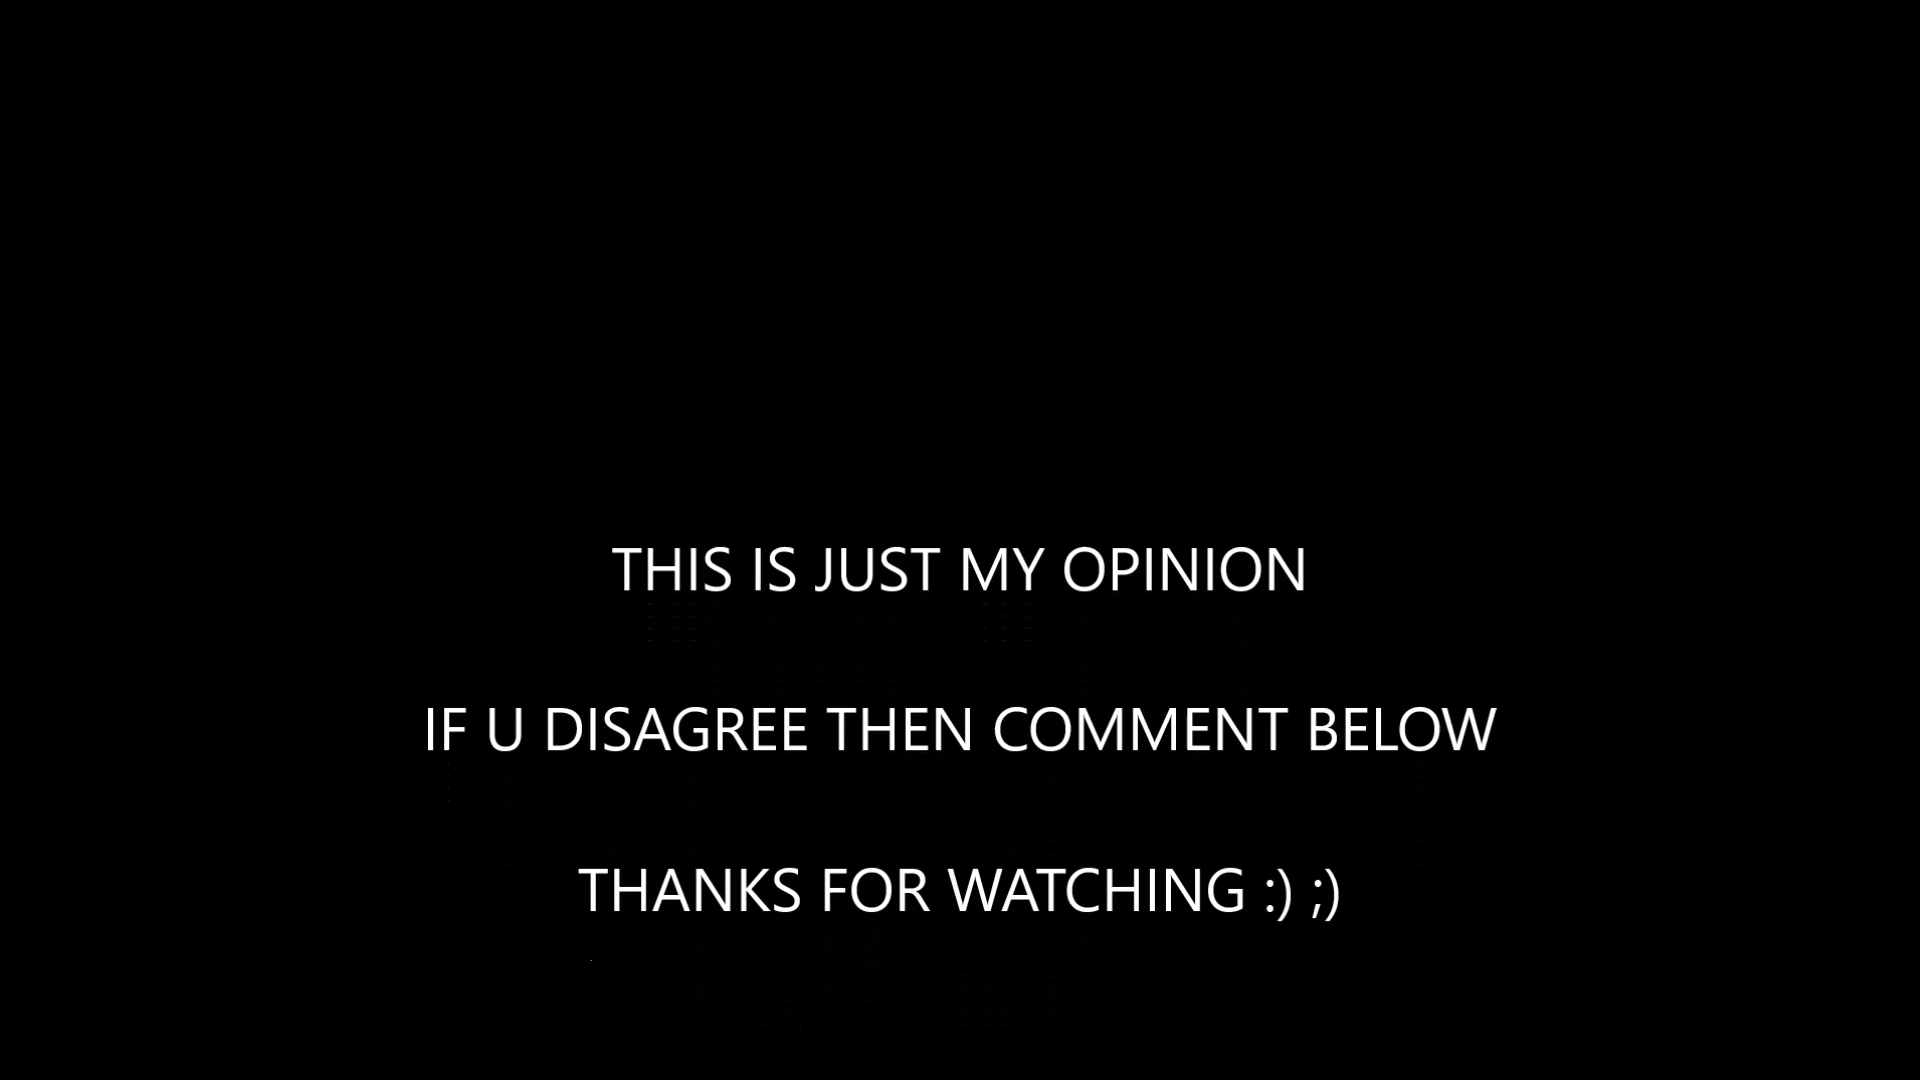 THIS IS JUST MY OPINION
IF U DISAGREE THEN COMMENT BELOW
THANKS FOR WATCHING :) ;)